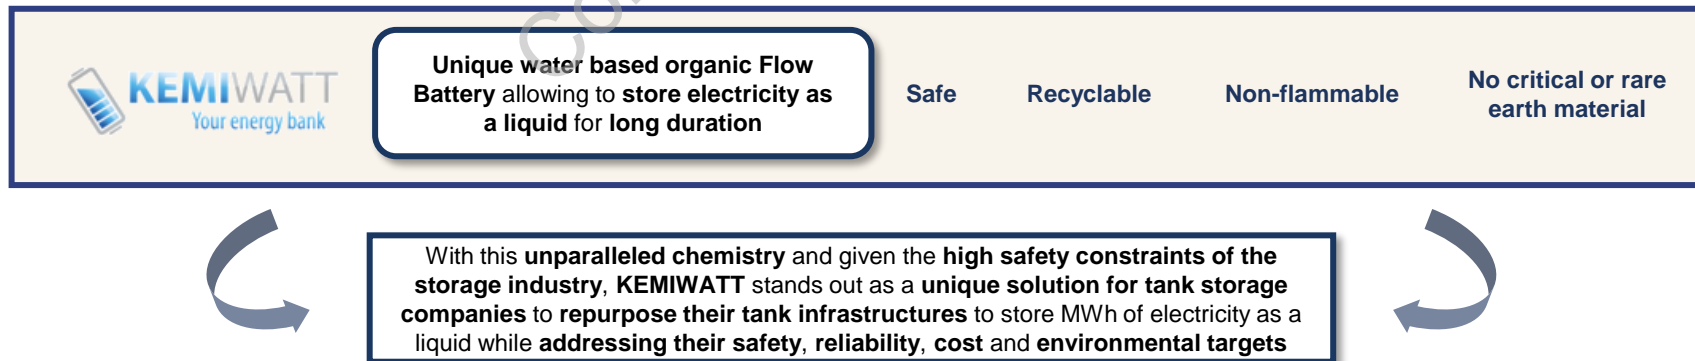 KEMIWATT
Your energy bank
Unique water based organic Flow
Battery allowing to store electricity as
a liquid for long duration
Safe
Recyclable
Non-flammable
No critical or rare
earth material
With this unparalleled chemistry and given the high safety constraints of the
storage industry, KEMIWATT stands out as a unique solution for tank storage
companies to repurpose their tank infrastructures to store MWh of electricity as a
liquid while addressing their safety, reliability, cost and environmental targets